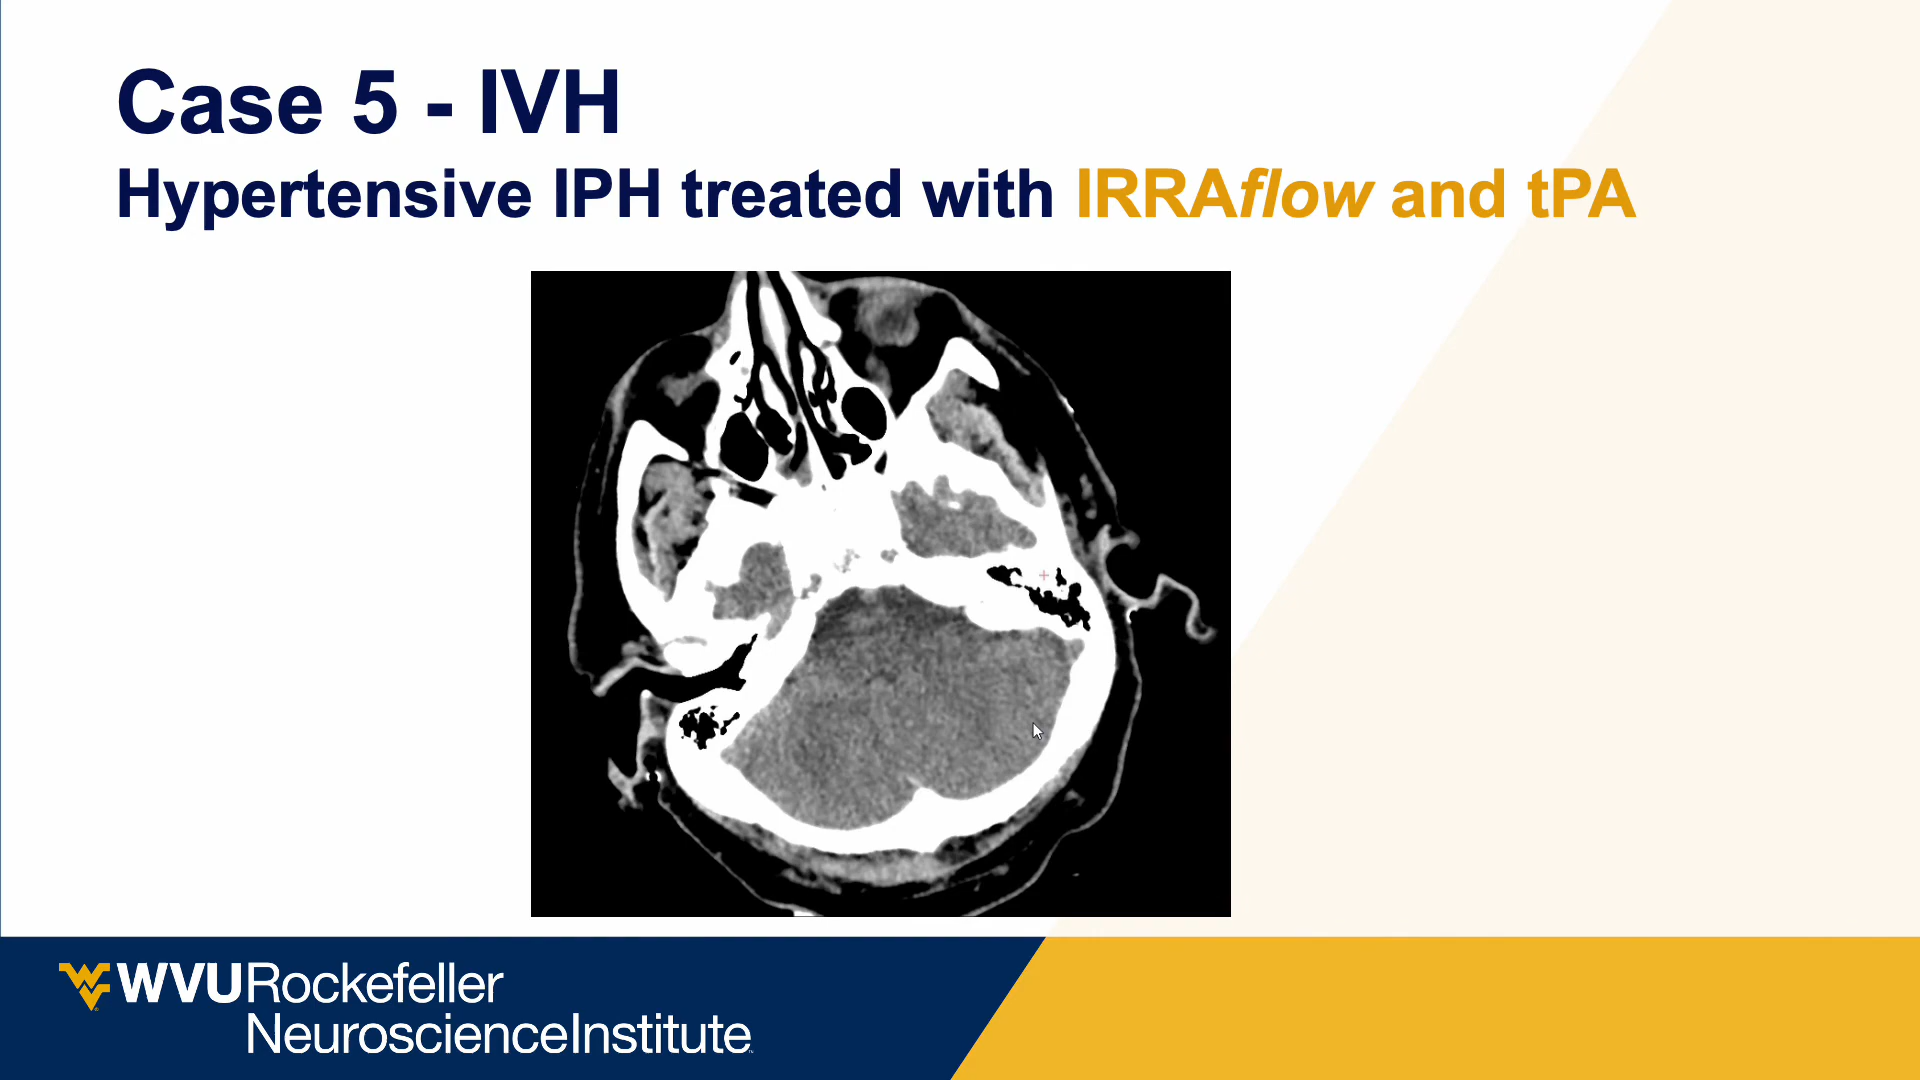 Case 5 - IVH
Hypertensive IPH treated with IRRAflow and tPA
WVURockefeller
NeuroscienceInstitute